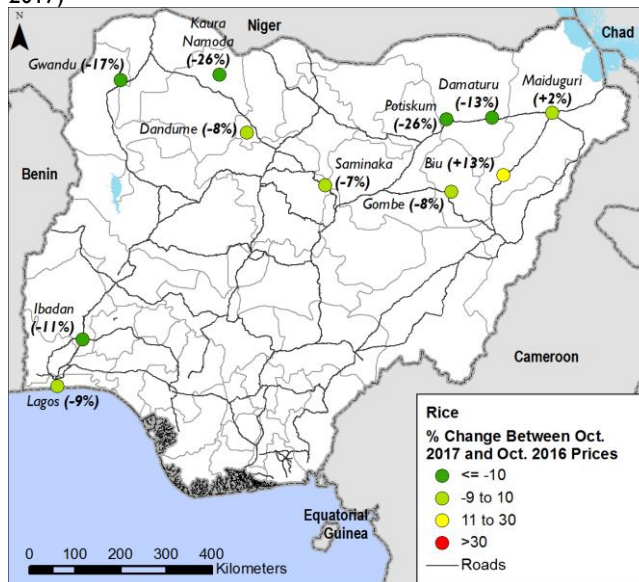 2017)
N
Niger
Chad
Kaura
Namoda
(-26%)
Gwandu (-17%)
Damaturu
(-13%)
Maiduguri
(+2%)
Potiskum
(-26%)
Dandume (-8%)
Benin
Saminaka
(-7%)
Biu (+13%)
Gombe (-8%)
Ibadan
(-11%)
Cameroon
Lagos (-9%)
Equatorial
Guinea
Rice
% Change Between Oct.
2017 and Oct. 2016 Prices
<= -10
-9 to 10
11 to 30
>30
Roads
0 50 100 200 300 400
Kilometers